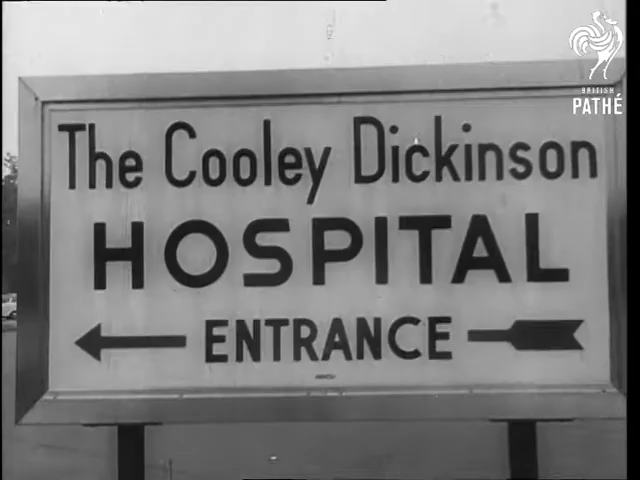 BRITISH
PATHÉ
The Cooley Dickinson
HOSPITAL
ENTRANCE